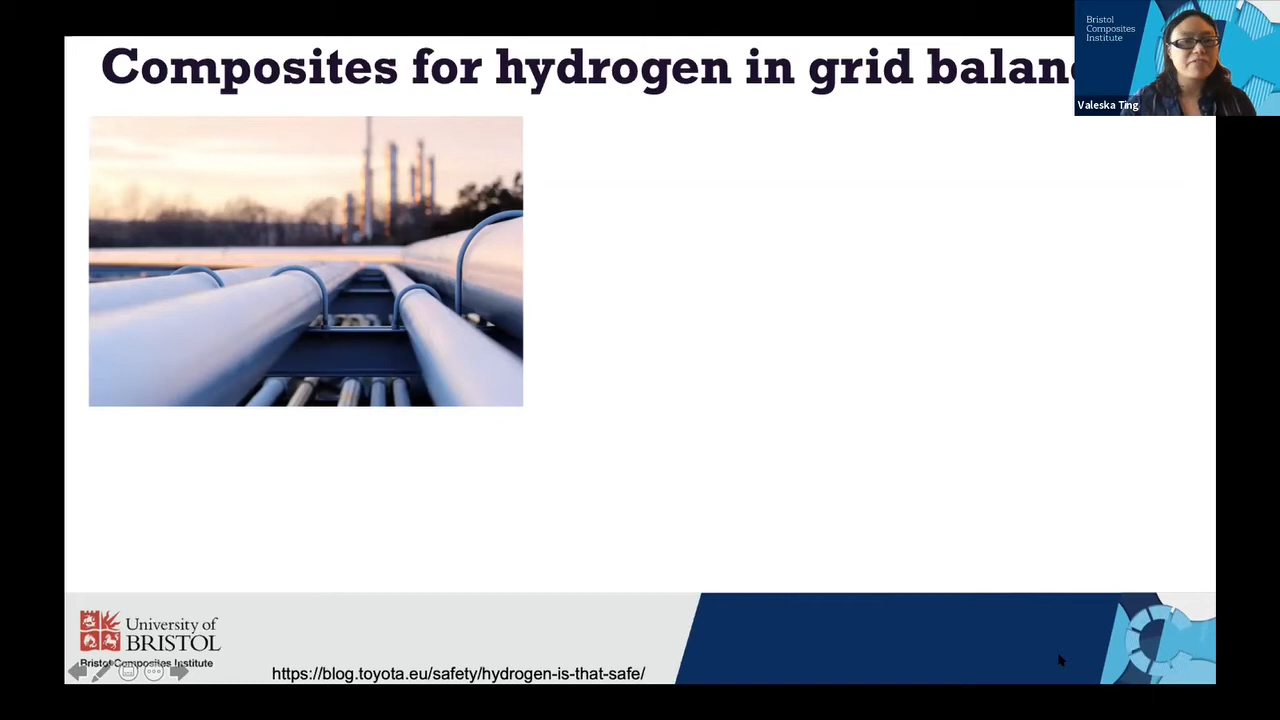 Composites for hydrogen in grid balan
Bristol
Composites
Institute
Valeska Ting
University of
BRISTOL
Bristol Composites Institute
https://blog.toyota.eu/safety/hydrogen-is-that-safe/